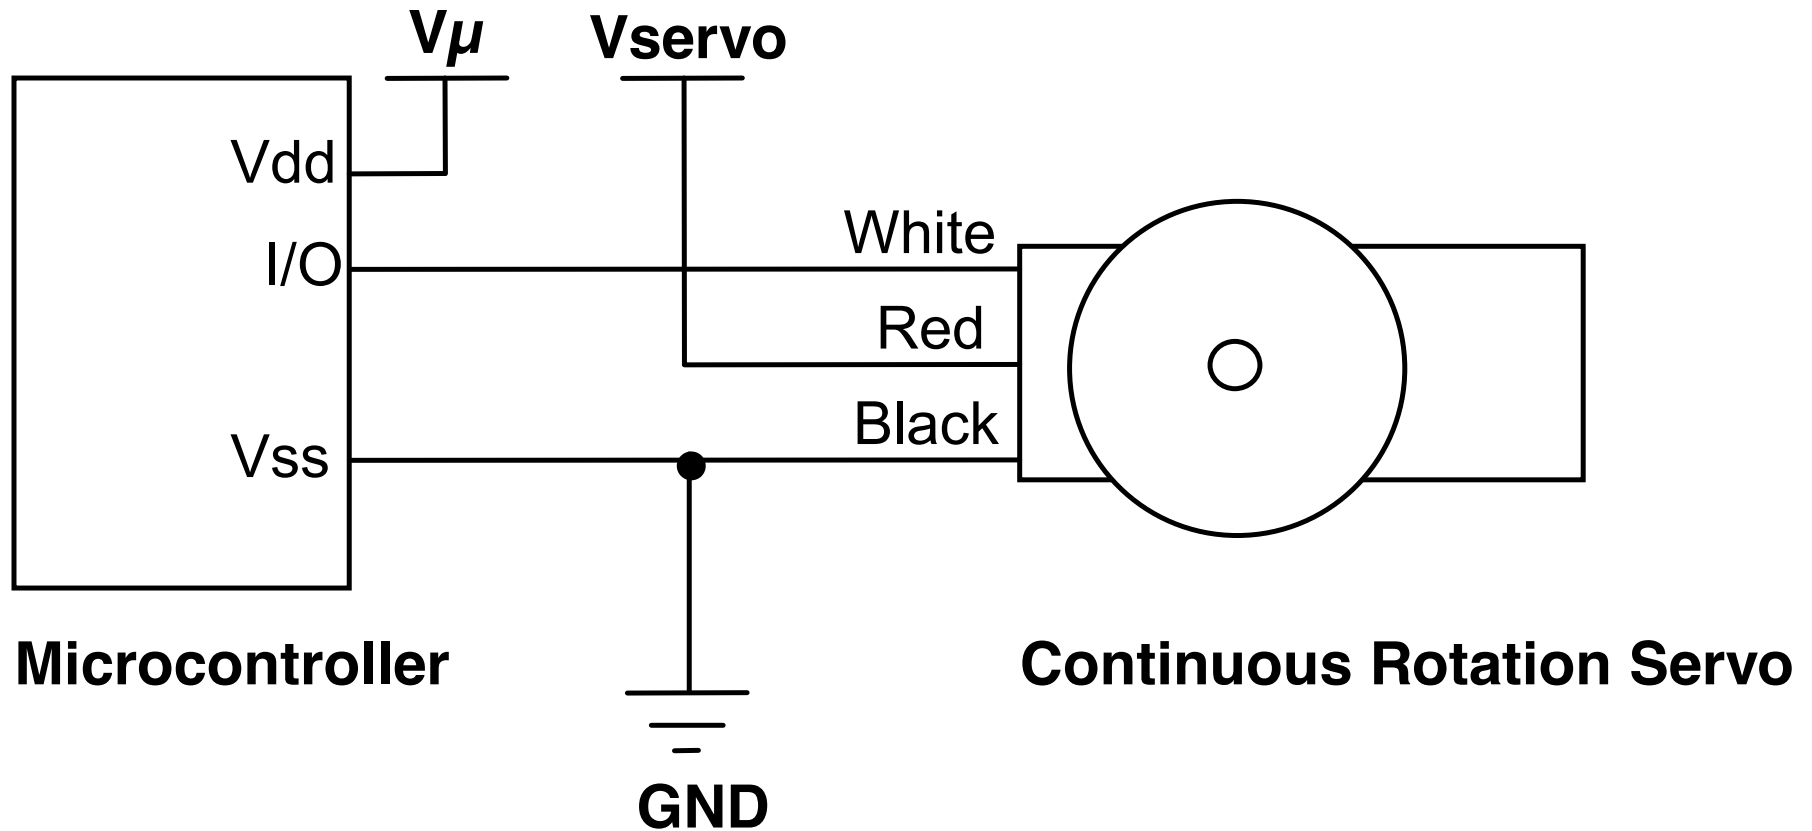 Vµ
Vservo
Vdd
I/O
White
Red
Black
Vss
Microcontroller
Continuous Rotation Servo
GND